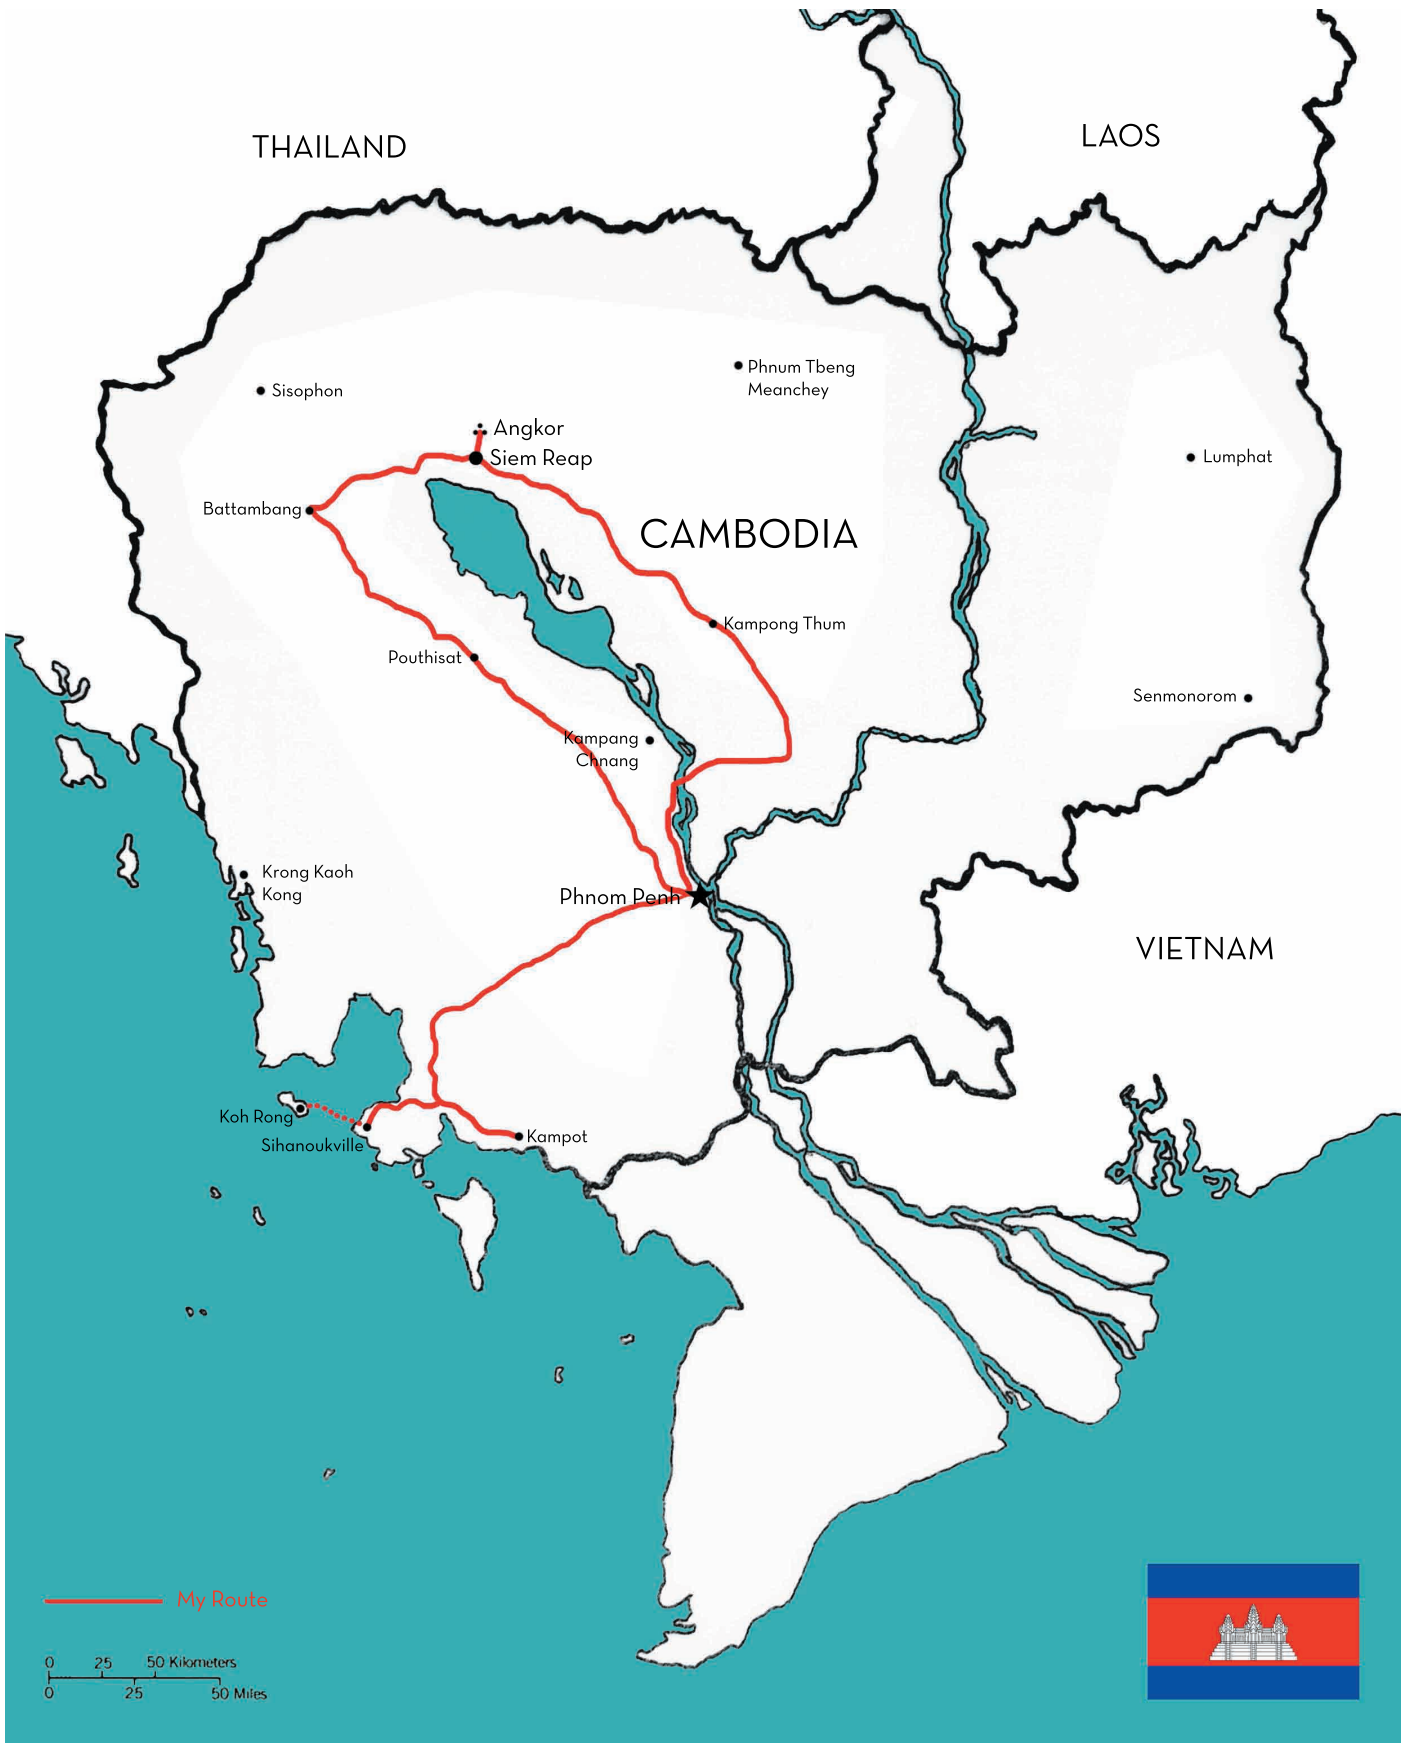 THAILAND
LAOS
Phnum Tbeng
Meanchey
Sisophon
Angkor
Siem Reap
Lumphat
Battambang
CAMBODIA
Kampong Thum
Pouthisat
Senmonorom
Kampang
Chnang
Krong Kaoh
Kong
Phnom Penh
VIETNAM
Koh Rong
Sihanoukville
Kampot
My Route
0 25 50 Kilometers
0 25 50 Miles